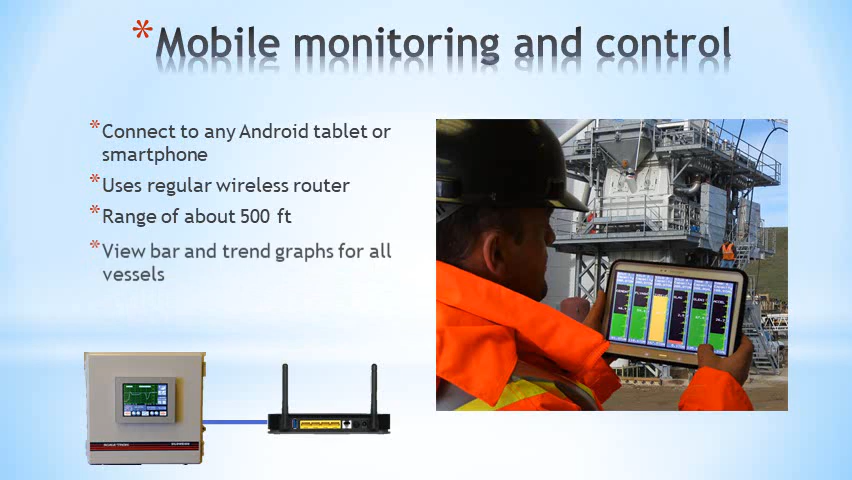 *Mobile monitoring and control
*Connect to any Android tablet or
smartphone
*Uses regular wireless router
*Range of about 500 ft
*View bar and trend graphs for all
vessels